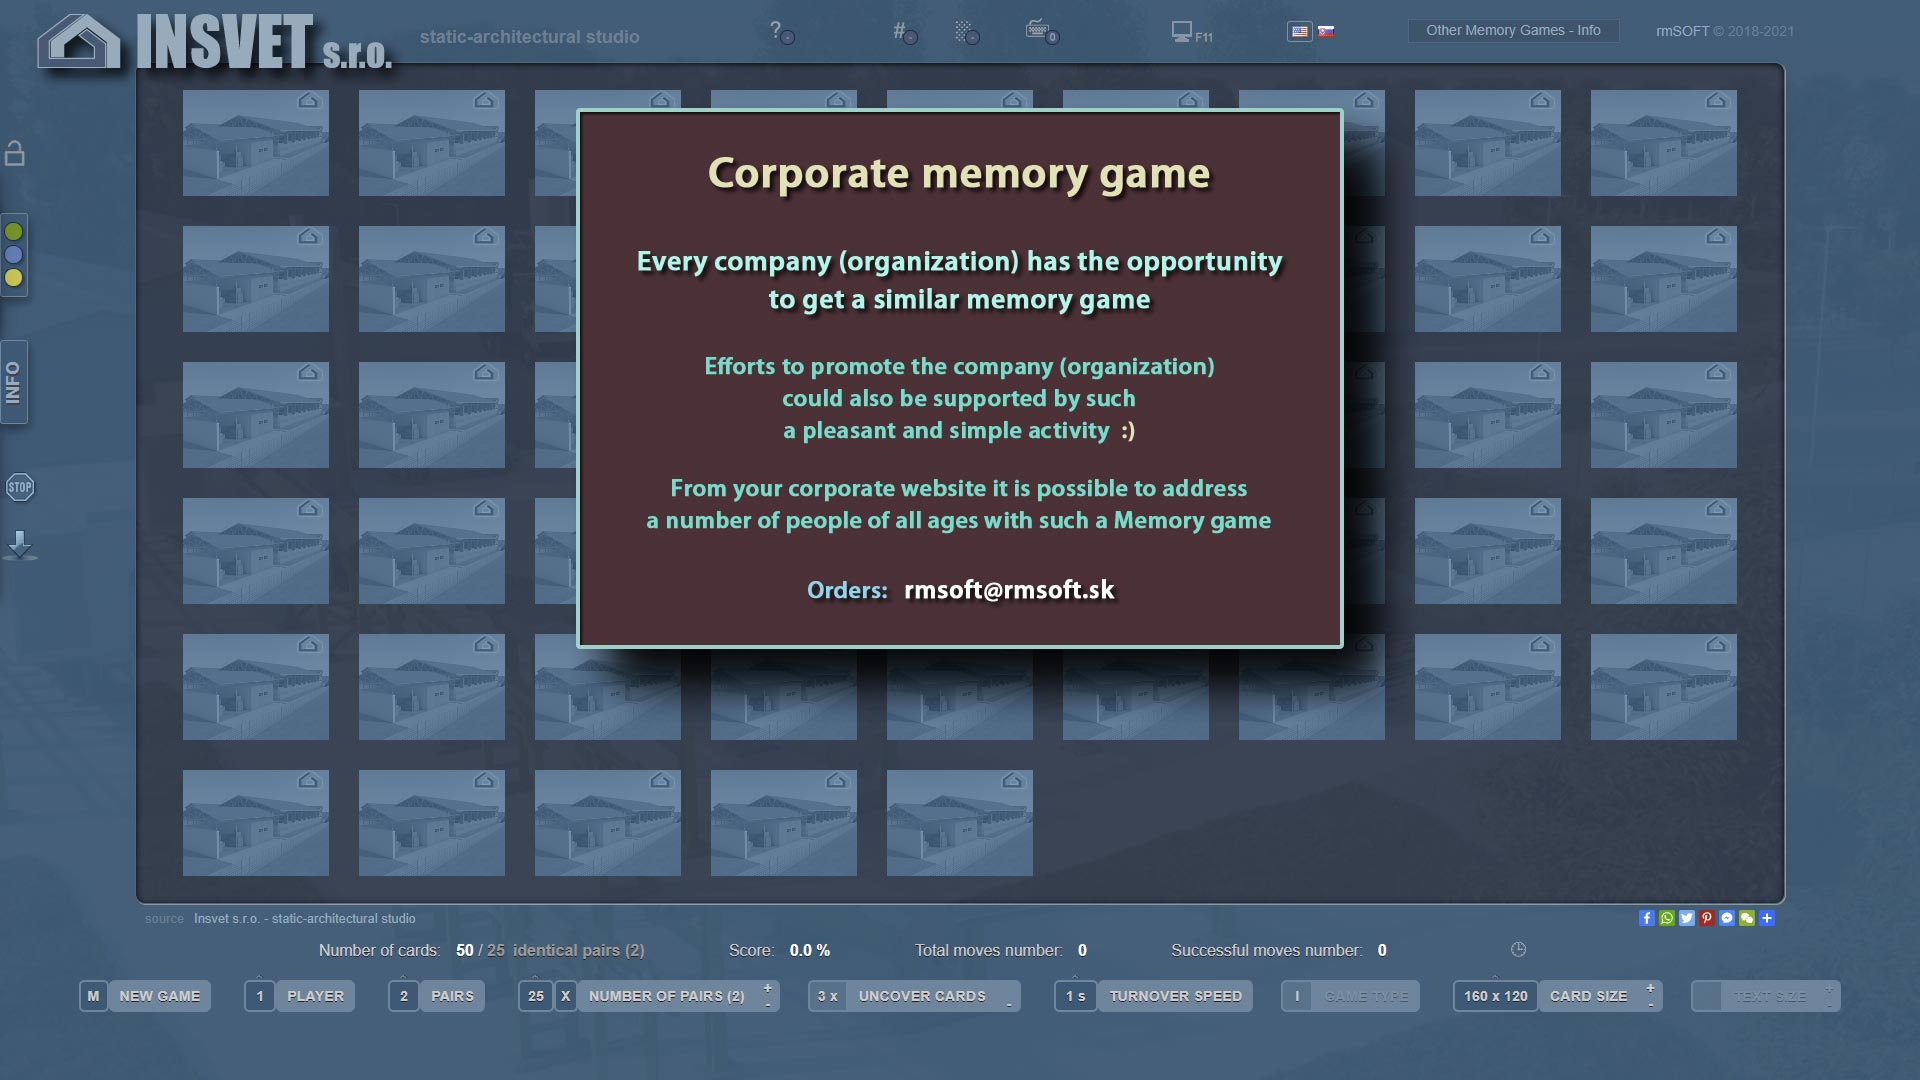 INSVET s.r.o.
static-architectural studio
?
#
0
F11
Other Memory Games - Info
rmSOFT © 2018-2021
INFO
STOP
Corporate memory game
Every company (organization) has the opportunity
to get a similar memory game
Efforts to promote the company (organization)
could also be supported by such
a pleasant and simple activity :)
From your corporate website it is possible to address
a number of people of all ages with such a Memory game
Orders: rmsoft@rmsoft.sk
source Insvet s.r.o. - static-architectural studio
Number of cards: 50 / 25 identical pairs (2)
Score: 0.0 %
Total moves number: 0
Successful moves number: 0
M NEW GAME
1 PLAYER
2 PAIRS
25 X NUMBER OF PAIRS (2) + -
3 x UNCOVER CARDS -
1 s TURNOVER SPEED
I GAME TYPE
160 x 120 CARD SIZE + -
TEXT SIZE + -